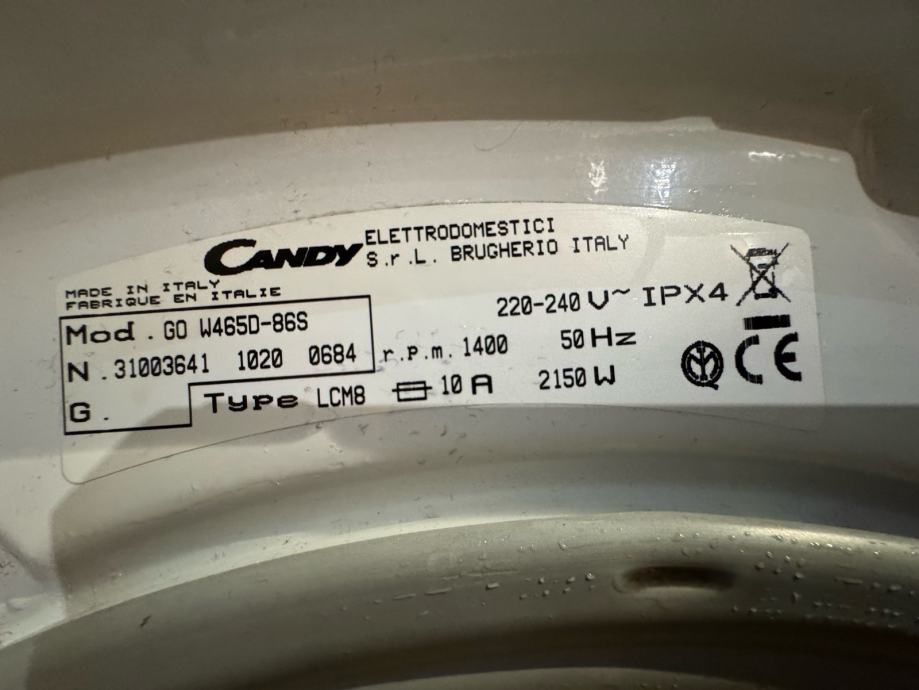 CANDY ELETTRODOMESTICI
S.r.L. BRUGHERIO ITALY
MADE IN ITALY
FABRIQUE EN ITALIE
220-240 V~ IPX4
Mod. GO W465D-86S
N. 31003641 1020 0684
r.p.m. 1400 50 Hz
G.
Type LCM8 10 A 2150 W
CE